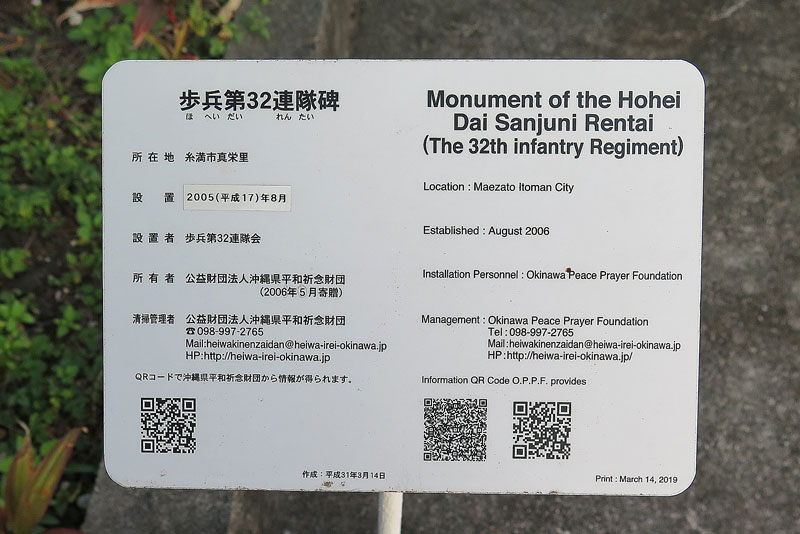 歩兵第32連隊碑
ほ へい だい れん たい
所在地 糸満市真栄里
設置 2005(平成17)年8月
設置者 歩兵第32連隊会
所有者 公益財団法人沖縄県平和祈念財団
(2006年5月寄贈)
清掃管理者 公益財団法人沖縄県平和祈念財団
☎098-997-2765
Mail:heiwakinenzaidan@heiwa-irei-okinawa.jp
HP:http://heiwa-irei-okinawa.jp
QRコードで沖縄県平和祈念財団から情報が得られます。
作成:平成31年3月14日
Monument of the Hohei
Dai Sanjuni Rentai
(The 32th infantry Regiment)
Location : Maezato Itoman City
Established : August 2006
Installation Personnel : Okinawa Peace Prayer Foundation
Management : Okinawa Peace Prayer Foundation
Tel : 098-997-2765
Mail:heiwakinenzaidan@heiwa-irei-okinawa.jp
HP:http://heiwa-irei-okinawa.jp/
Information QR Code O.P.P.F. provides
Print : March 14, 2019